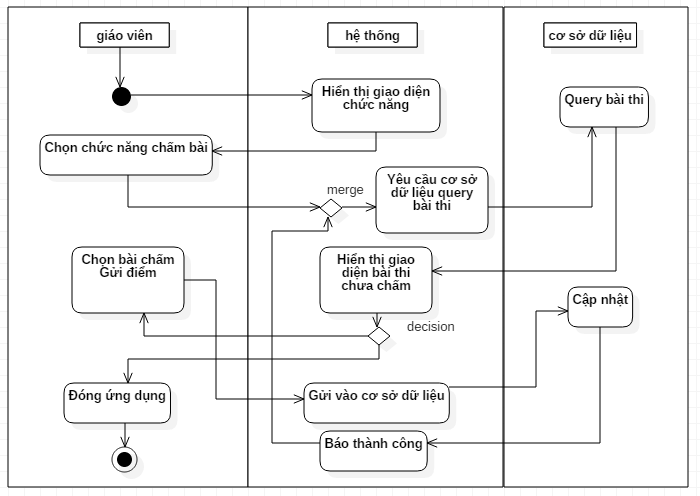 giáo viên
hệ thống
cơ sở dữ liệu
Hiển thị giao diện
chức năng
Query bài thi
Chọn chức năng chấm bài
merge
Yêu cầu cơ sở
dữ liệu query
bài thi
Chọn bài chấm
Gửi điểm
Hiển thị giao
diện bài thi
chưa chấm
Cập nhật
decision
Đóng ứng dụng
Gửi vào cơ sở dữ liệu
Báo thành công